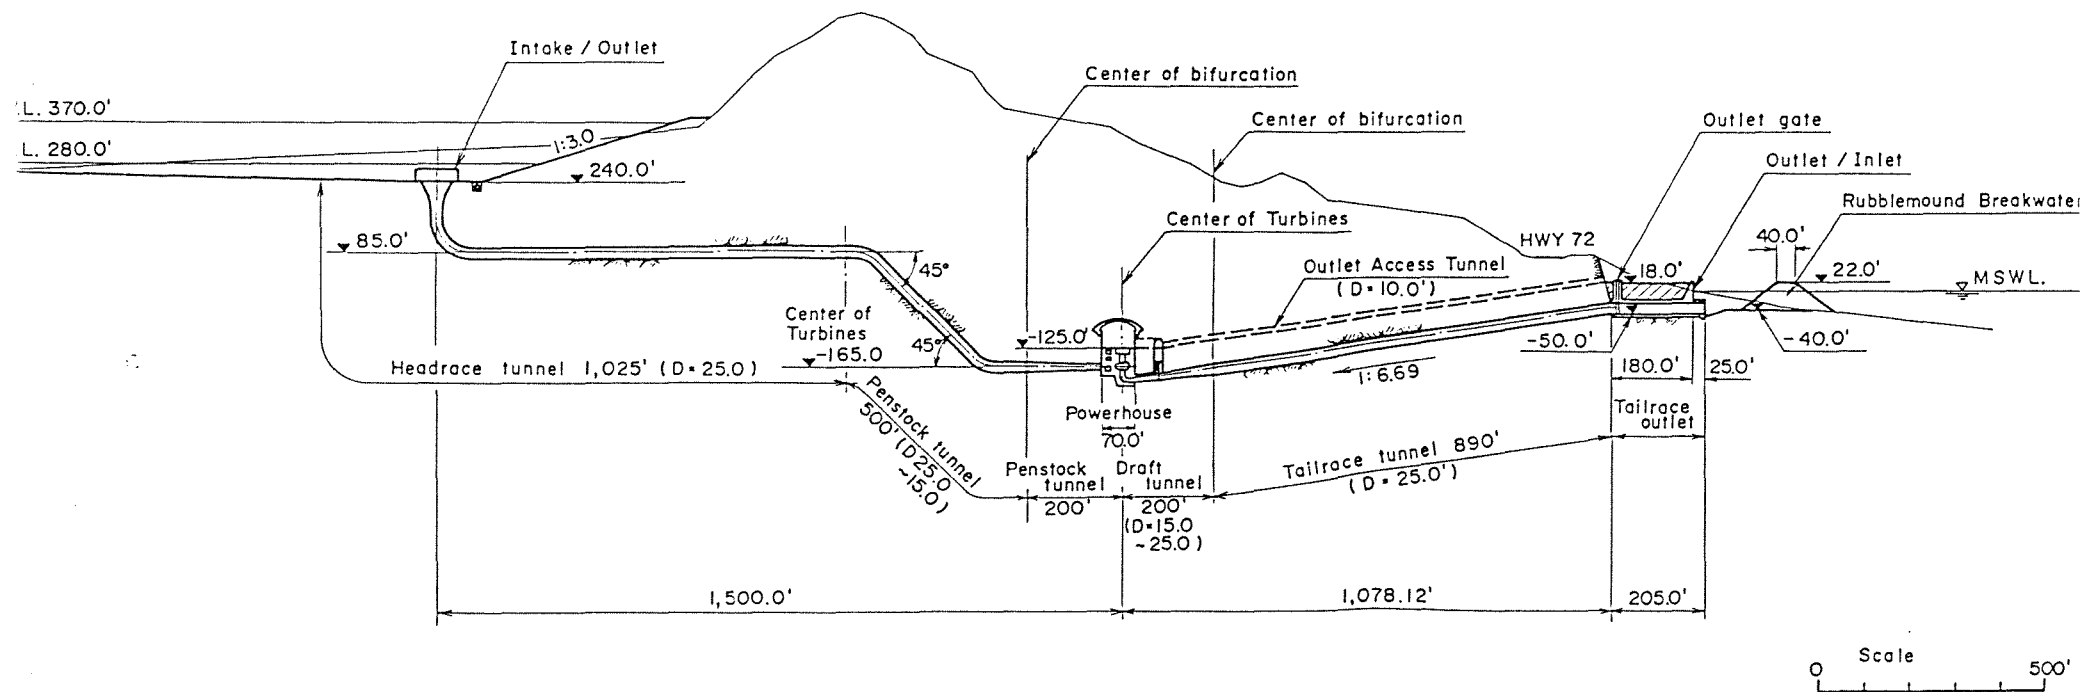 Intake / Outlet
Center of bifurcation
L. 370.0'
Center of bifurcation
Outlet gate
1:3.0
L. 280.0'
Outlet / Inlet
240.0'
Rubblemound Breakwater
Center of Turbines
85.0'
HWY 72
40.0'
45°
Outlet Access Tunnel
(D=10.0')
18.0'
22.0'
MSWL.
Center of
Turbines
-125.0'
45°
-165.0
-50.0'
-40.0'
Headrace tunnel 1,025' (D=25.0)
1:6.69
180.0'
25.0'
Penstock tunnel
500' (D25.0
~15.0)
Powerhouse
70.0'
Tailrace
outlet
Penstock
tunnel
200'
Draft
tunnel
200'
(D=15.0
~25.0)
Tailrace tunnel 890'
(D=25.0')
1,500.0'
1,078.12'
205.0'
Scale
0
500'